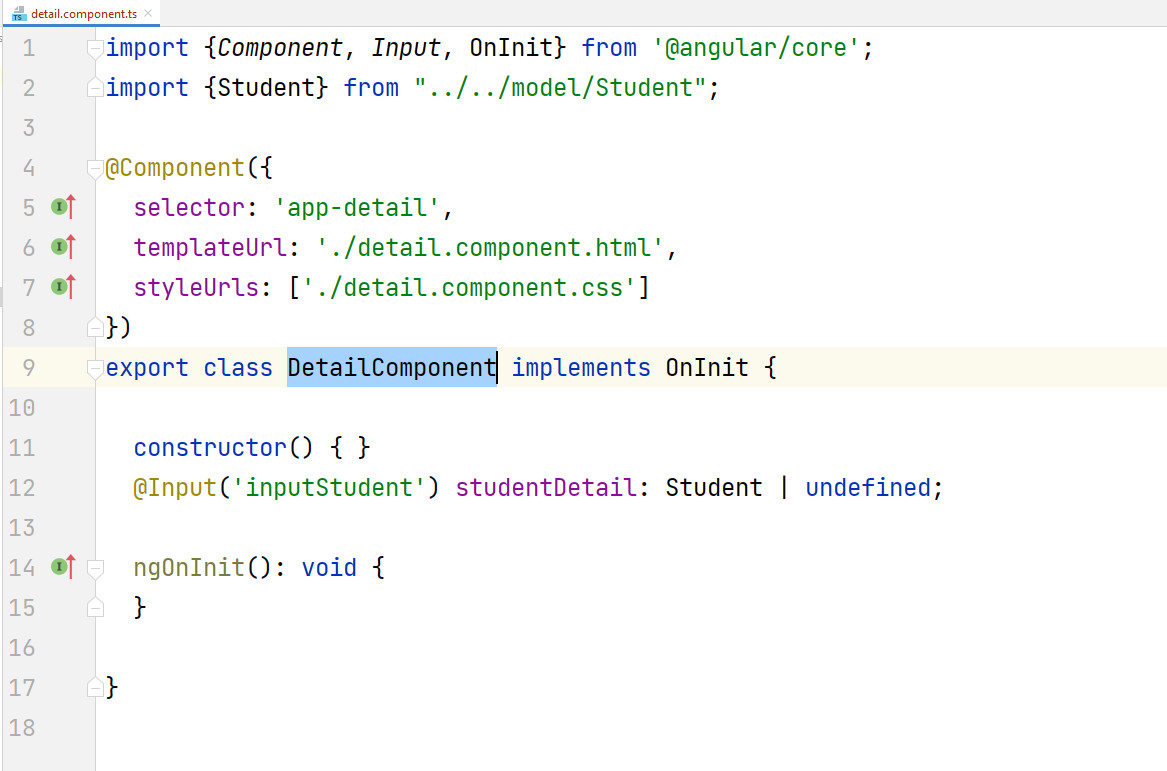 detail.component.ts
1 import {Component, Input, OnInit} from '@angular/core';
2 import {Student} from "../../model/Student";
3
4 @Component({
5 selector: 'app-detail',
6 templateUrl: './detail.component.html',
7 styleUrls: ['./detail.component.css']
8 })
9 export class DetailComponent implements OnInit {
10
11 constructor() { }
12 @Input('inputStudent') studentDetail: Student | undefined;
13
14 ngOnInit(): void {
15 }
16
17 }
18